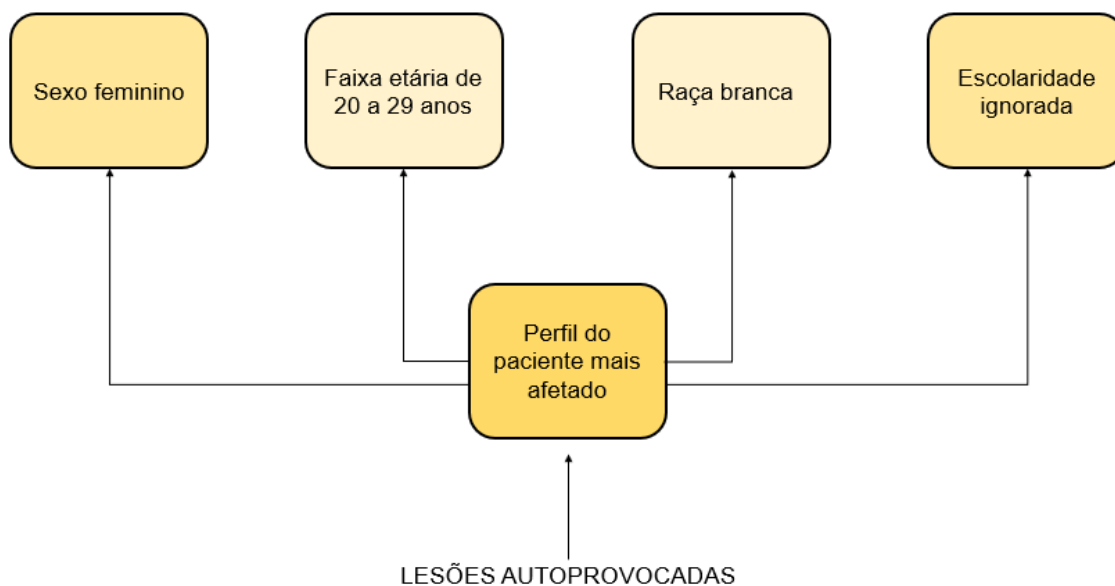 Sexo feminino
Faixa etária de
20 a 29 anos
Raça branca
Escolaridade
ignorada
Perfil do
paciente mais
afetado
LESÕES AUTOPROVOCADAS